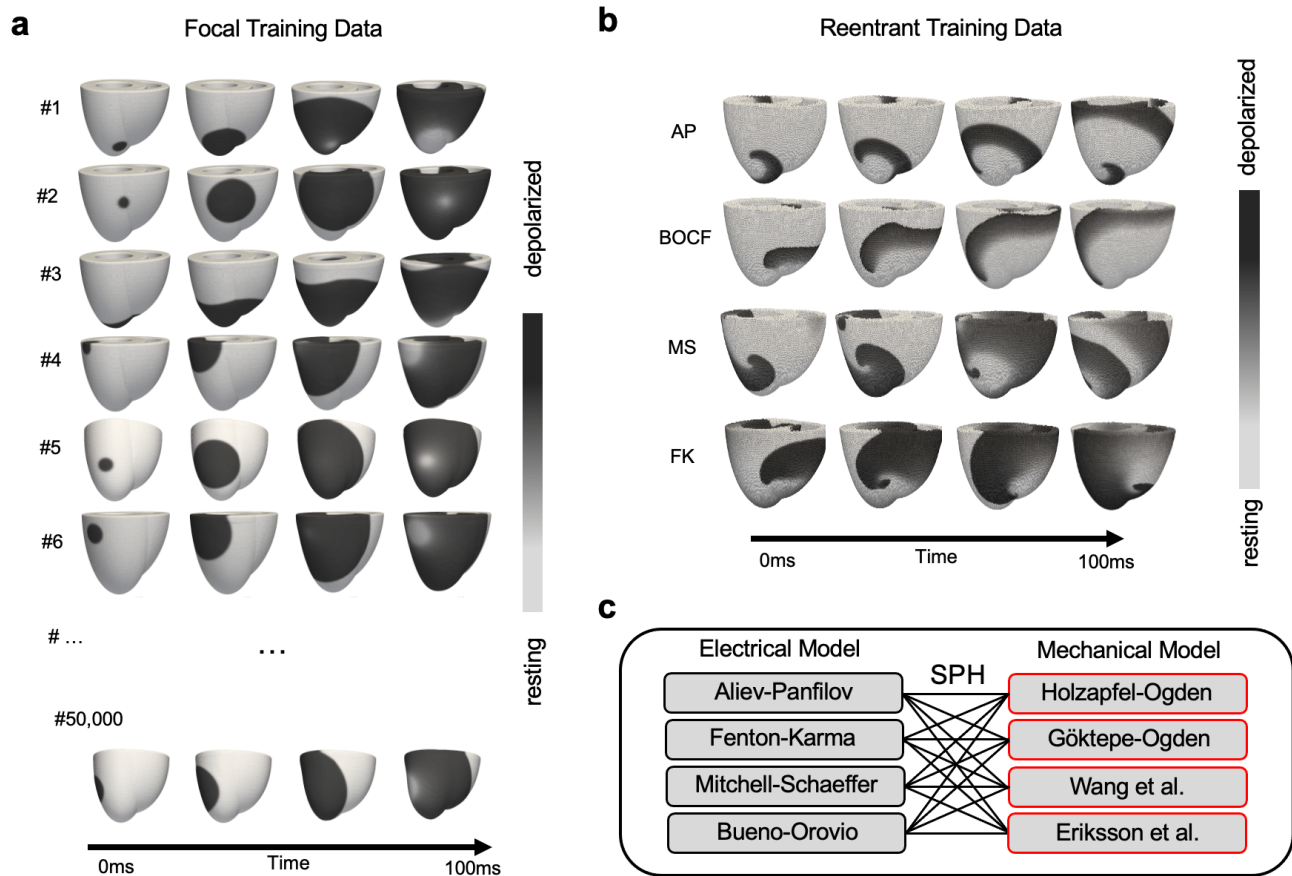 a
Focal Training Data
#1
#2
#3
#4
#5
#6
# ...
...
#50,000
depolarized
resting
0ms
Time
100ms
b
Reentrant Training Data
AP
BOCF
MS
FK
depolarized
resting
0ms
Time
100ms
c
Electrical Model
SPH
Mechanical Model
Aliev-Panfilov
Holzapfel-Ogden
Fenton-Karma
Göktepe-Ogden
Mitchell-Schaeffer
Wang et al.
Bueno-Orovio
Eriksson et al.